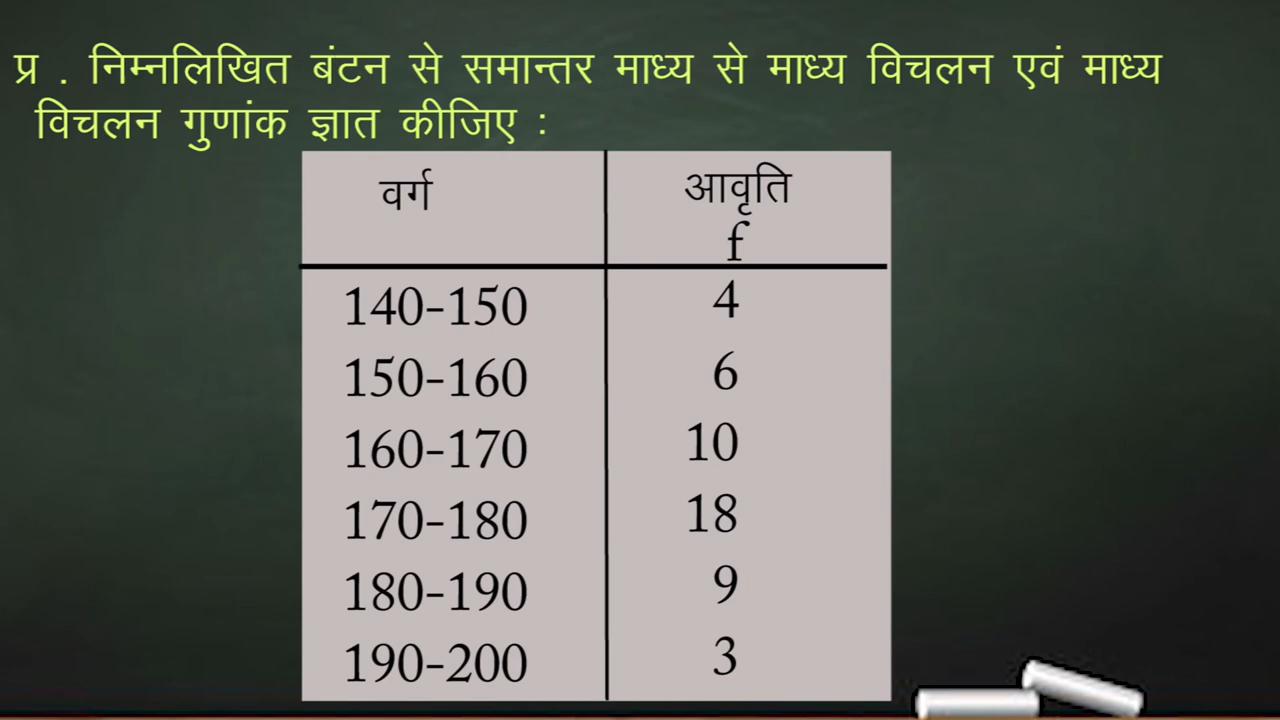 प्र . निम्नलिखित बंटन से समान्तर माध्य से माध्य विचलन एवं माध्य
विचलन गुणांक ज्ञात कीजिए :
वर्ग आवृति
f
140-150 4
150-160 6
160-170 10
170-180 18
180-190 9
190-200 3